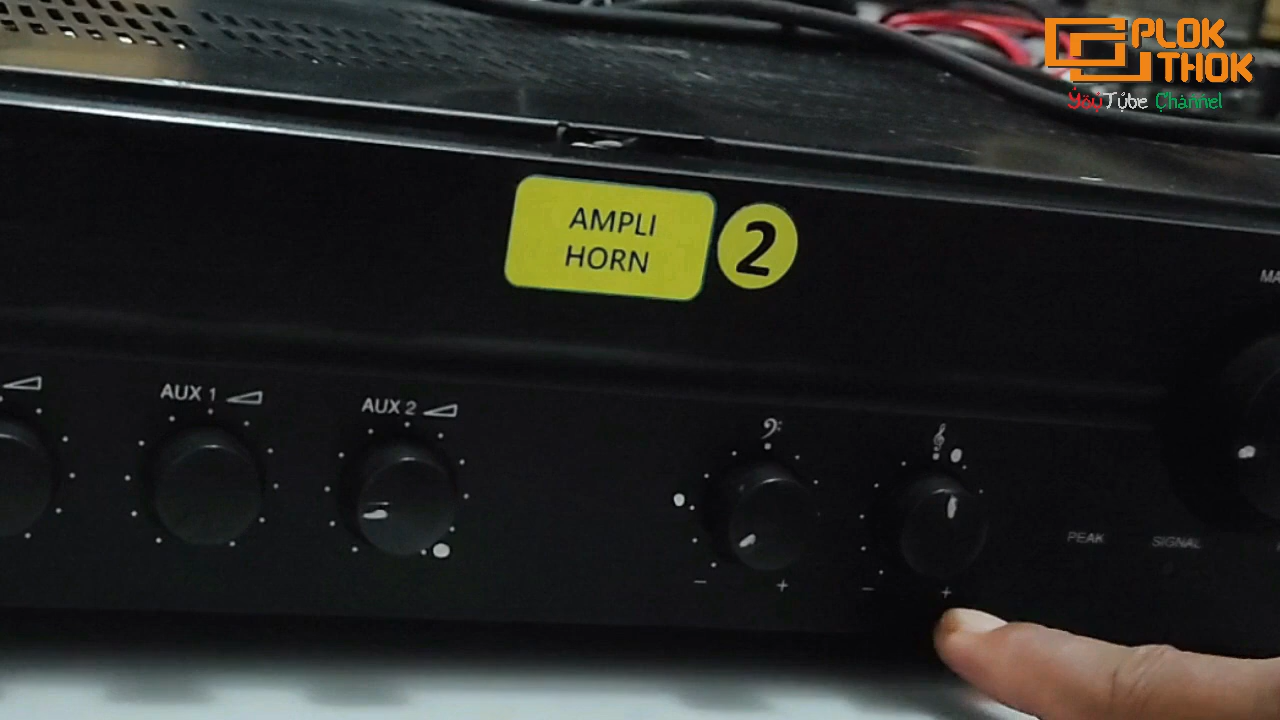 PLOK
THOK
YouTube Channel
AMPLI
HORN
2
AUX 1
AUX 2
PEAK
SIGNAL
- +
- +